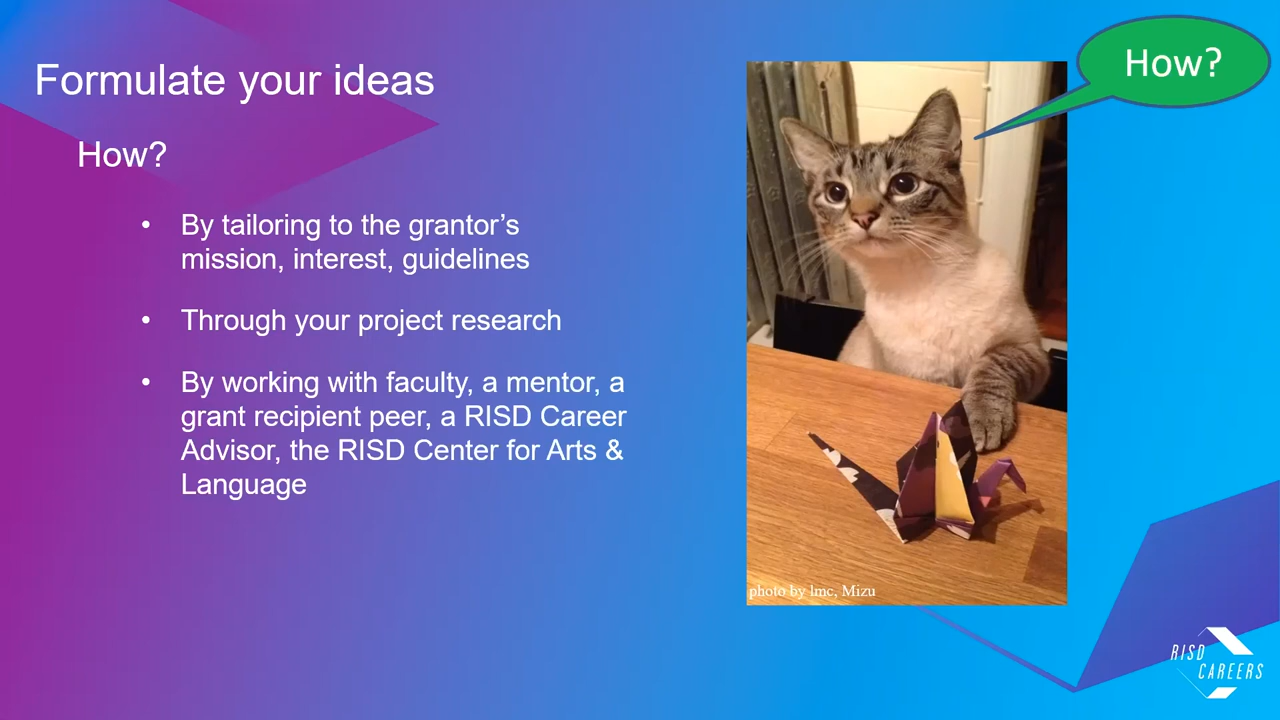 Formulate your ideas
How?
• By tailoring to the grantor’s
mission, interest, guidelines
• Through your project research
• By working with faculty, a mentor, a
grant recipient peer, a RISD Career
Advisor, the RISD Center for Arts &
Language
How?
photo by lmc, Mizu
RISD
CAREERS